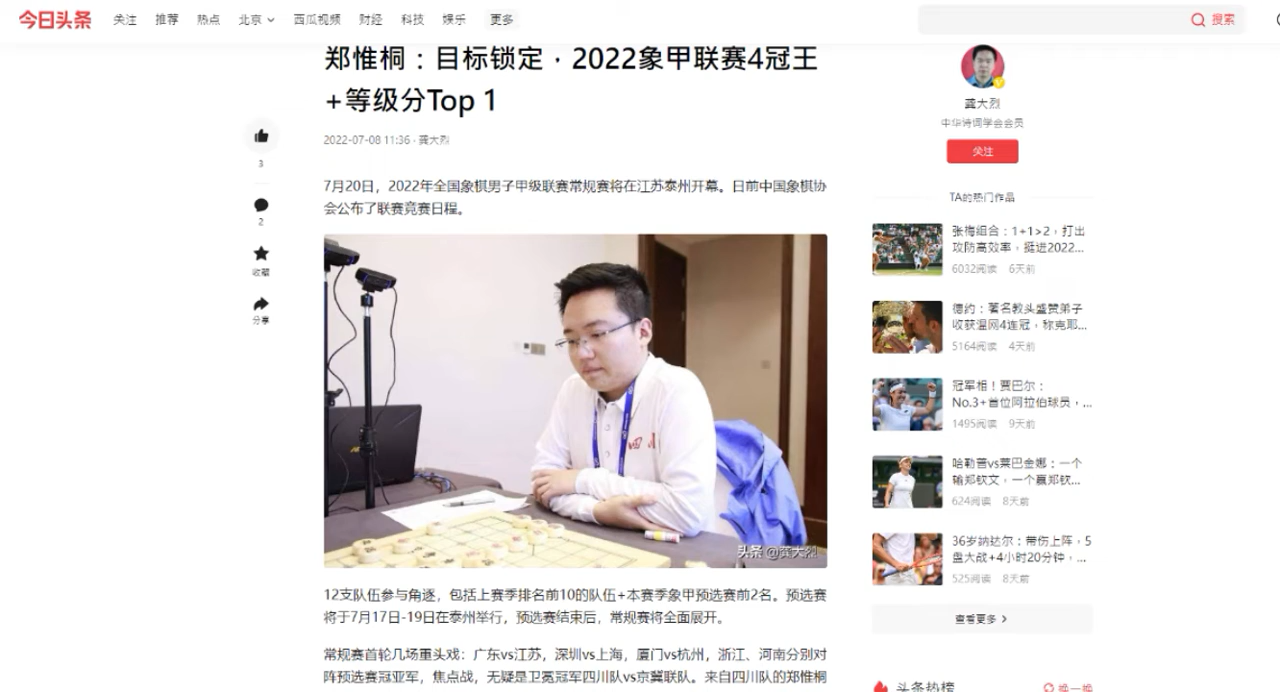 今日头条
关注 推荐 热点 北京 西瓜视频 财经 科技 娱乐 更多
搜索
郑惟桐：目标锁定·2022象甲联赛4冠王
+等级分Top 1
2022-07-08 11:36 · 龚大烈
3
2
收藏
分享
7月20日，2022年全国象棋男子甲级联赛常规赛将在江苏泰州开幕。日前中国象棋协
会公布了联赛竞赛日程。
头条 @龚大烈
12支队伍参与角逐，包括上赛季排名前10的队伍+本赛季象甲预选赛前2名。预选赛
将于7月17日-19日在泰州举行，预选赛结束后，常规赛将全面展开。
常规赛首轮几场重头戏：广东vs江苏，深圳vs上海，厦门vs杭州，浙江、河南分别对
阵预选赛冠亚军，焦点战，无疑是卫冕冠军四川队vs京冀联队。来自四川队的郑惟桐
龚大烈
中华诗词学会会员
关注
TA的热门作品
张梅组合：1+1>2，打出
攻防高效率，挺进2022...
6032阅读 6天前
德约：著名教头盛赞弟子
收获温网4连冠，称克耶...
5164阅读 4天前
冠军相！贾巴尔：
No.3+首位阿拉伯球员，...
1495阅读 9天前
哈勒普vs莱巴金娜：一个
输郑钦文，一个赢郑钦...
624阅读 8天前
36岁纳达尔：带伤上阵，5
盘大战+4小时20分钟，...
525阅读 8天前
查看更多
头条热榜
换一换